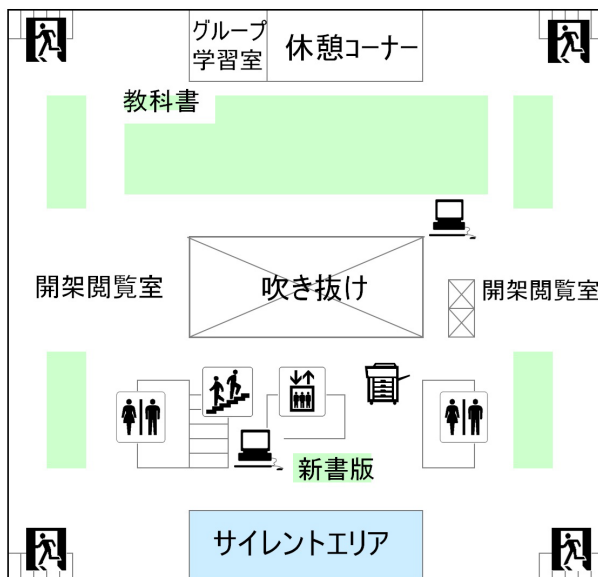 グループ
学習室
休憩コーナー
教科書
開架閲覧室
吹き抜け
開架閲覧室
新書版
サイレントエリア